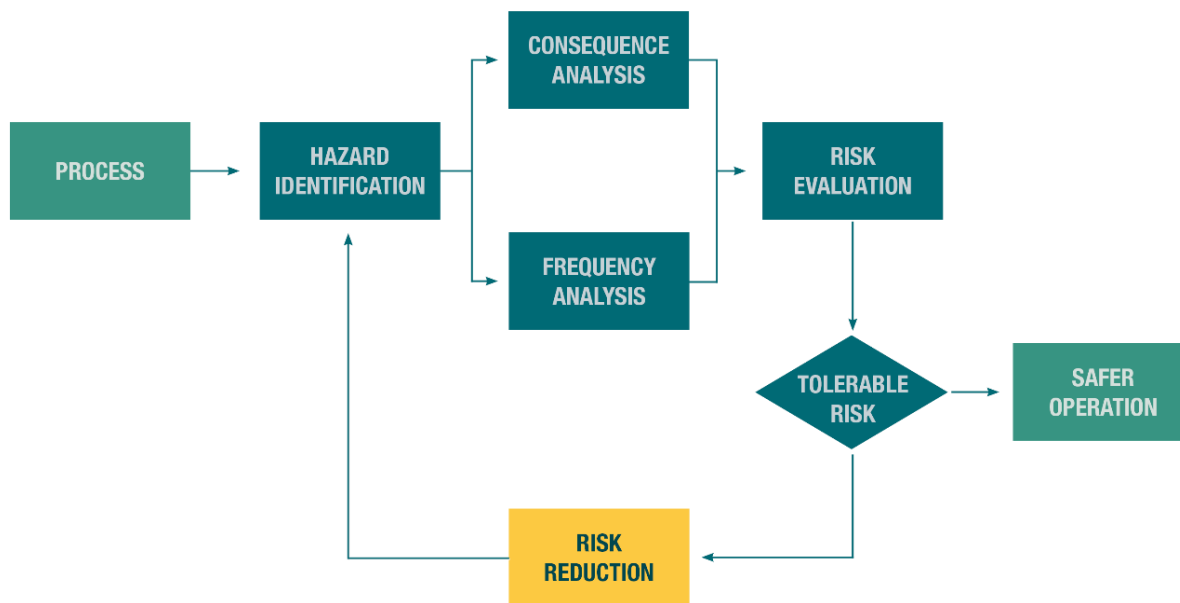 PROCESS
HAZARD
IDENTIFICATION
CONSEQUENCE
ANALYSIS
FREQUENCY
ANALYSIS
RISK
EVALUATION
TOLERABLE
RISK
SAFER
OPERATION
RISK
REDUCTION